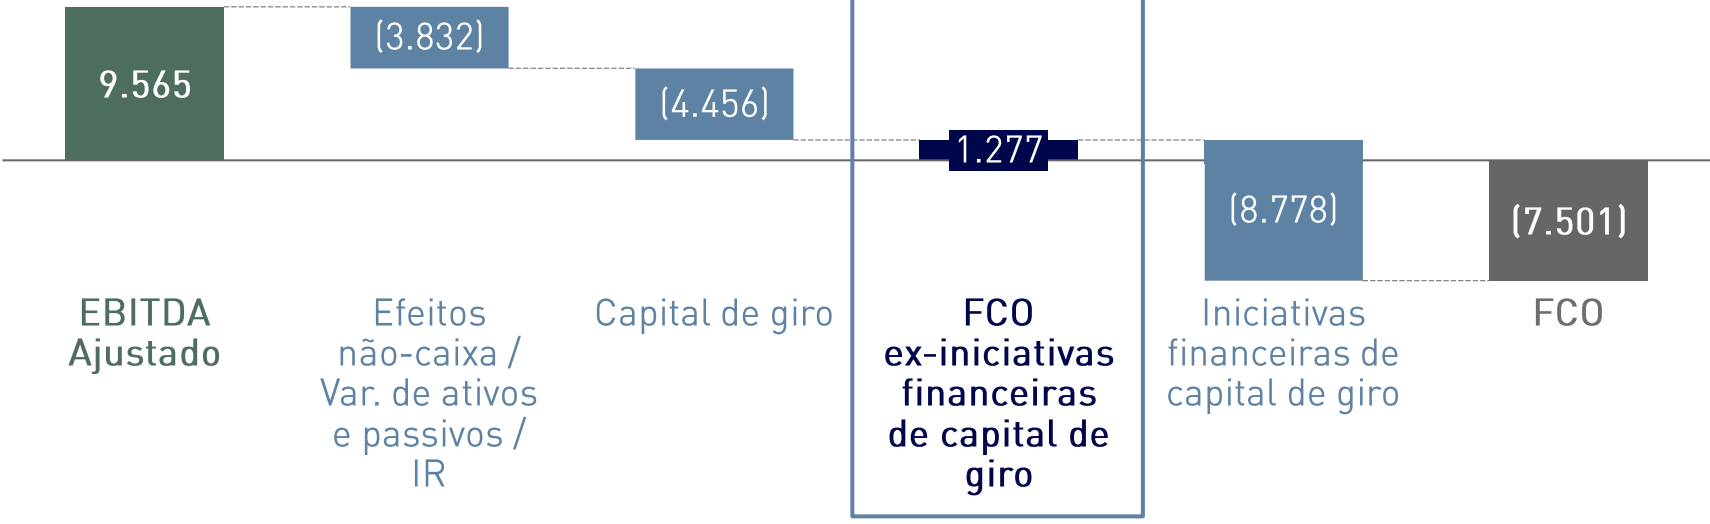 9.565
(3.832)
(4.456)
1.277
(8.778)
(7.501)
EBITDA
Ajustado
Efeitos
não-caixa /
Var. de ativos
e passivos /
IR
Capital de giro
FCO
ex-iniciativas
financeiras
de capital de
giro
Iniciativas
financeiras de
capital de giro
FCO